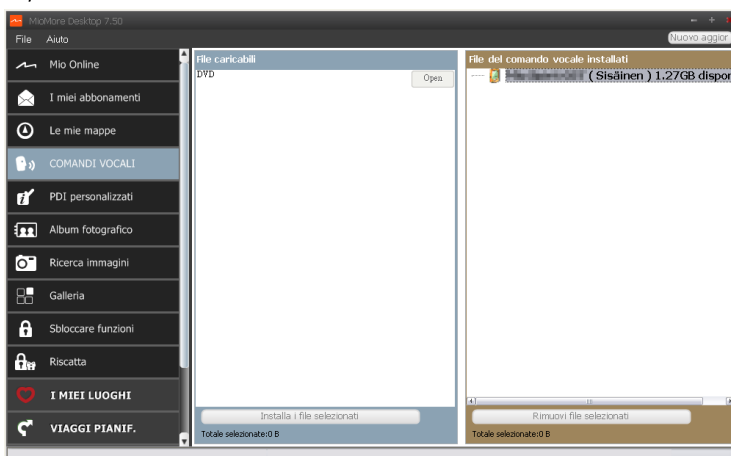 MioMore Desktop 7.50
File Aiuto
Nuovo aggior
Mio Online
I miei abbonamenti
Le mie mappe
COMANDI VOCALI
PDI personalizzati
Album fotografico
Ricerca immagini
Galleria
Sbloccare funzioni
Riscatta
I MIEI LUOGHI
VIAGGI PIANIF.
File caricabili
DVD Open
Installa i file selezionati
Totale selezionate:0 B
File del comando vocale installati
( Sisäinen ) 1.27GB dispon
Rimuovi file selezionati
Totale selezionate:0 B